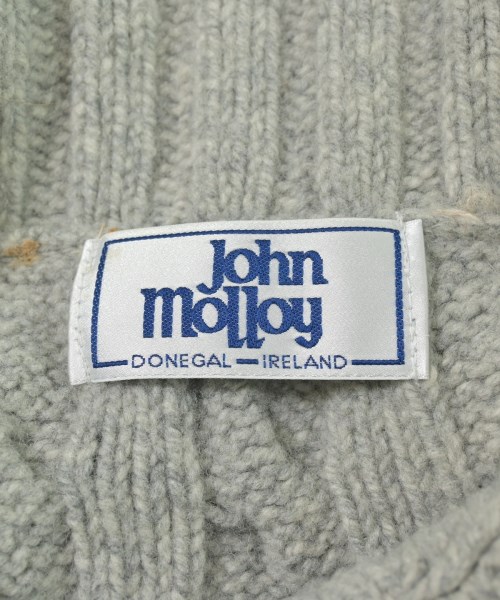 John
Molloy
DONEGAL — IRELAND